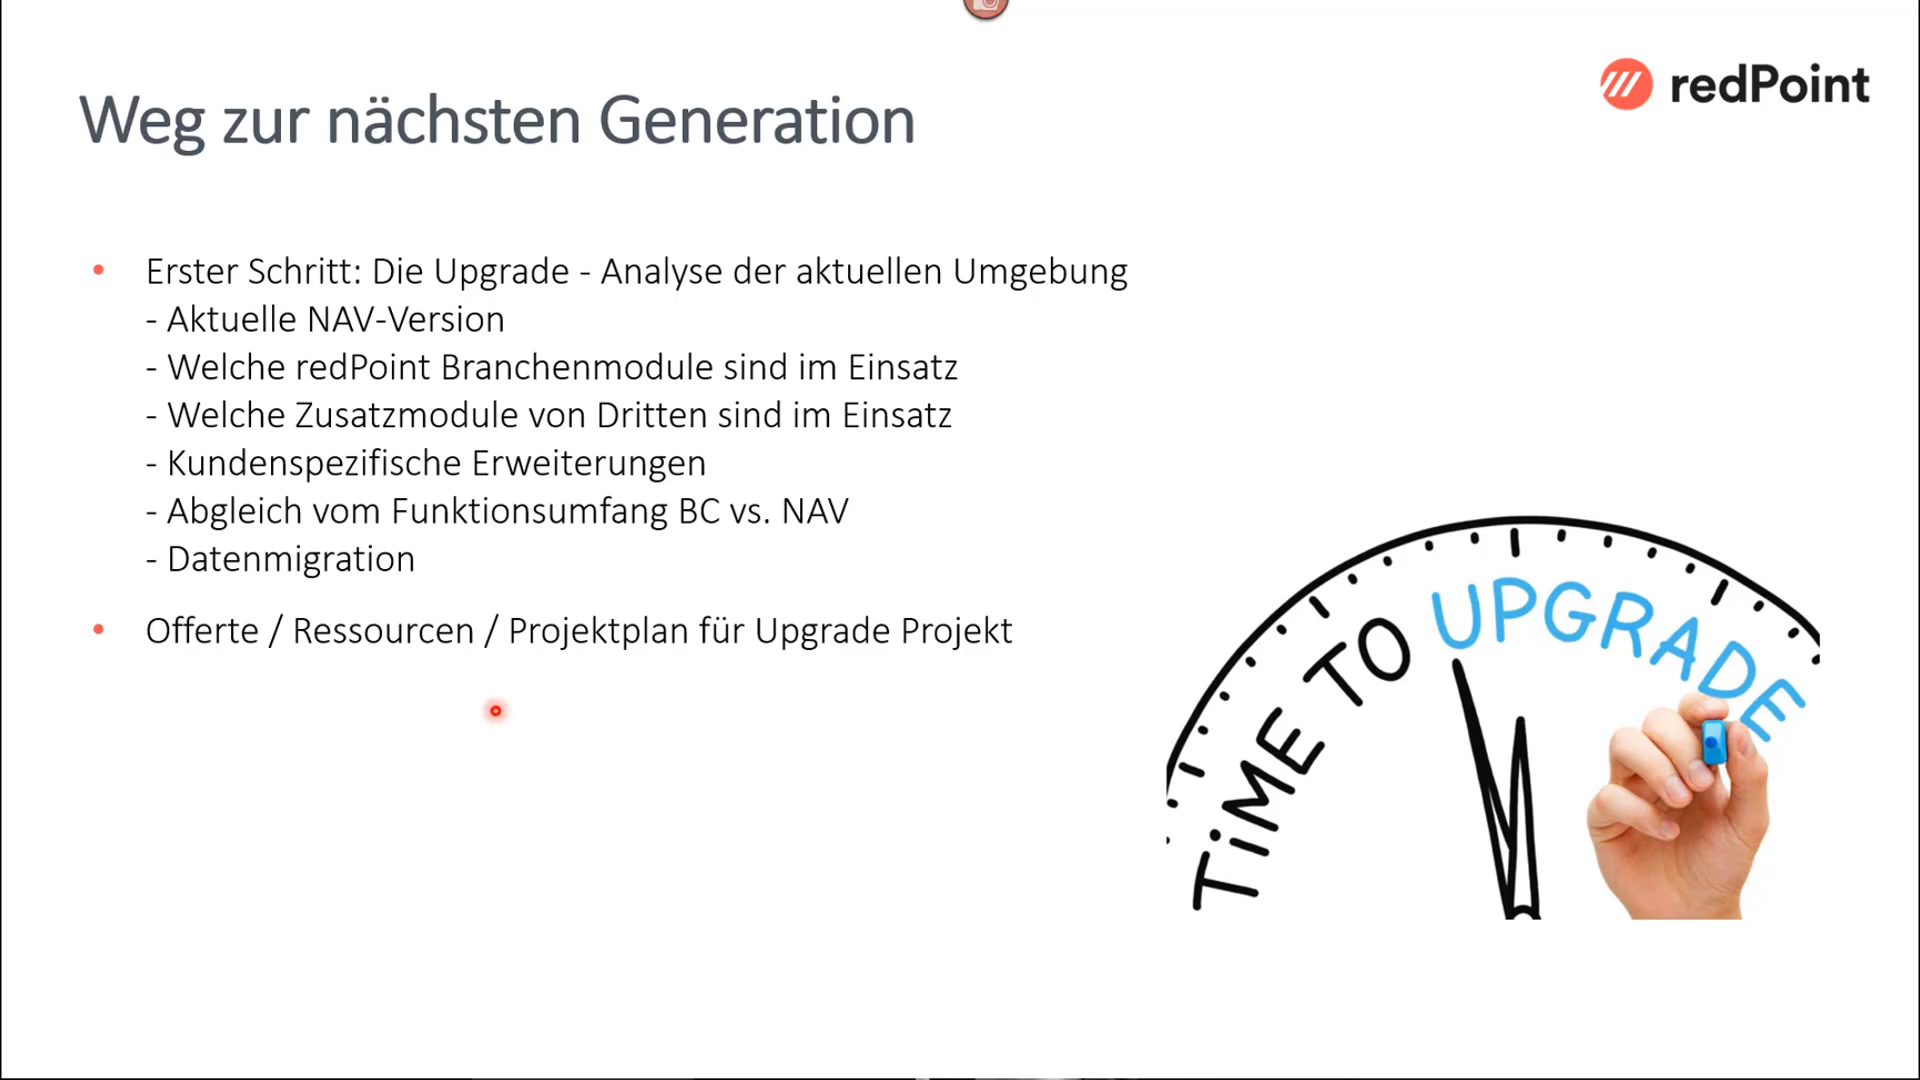 redPoint
Weg zur nächsten Generation
• Erster Schritt: Die Upgrade - Analyse der aktuellen Umgebung
- Aktuelle NAV-Version
- Welche redPoint Branchenmodule sind im Einsatz
- Welche Zusatzmodule von Dritten sind im Einsatz
- Kundenspezifische Erweiterungen
- Abgleich vom Funktionsumfang BC vs. NAV
- Datenmigration
• Offerte / Ressourcen / Projektplan für Upgrade Projekt
TiME TO UPGRADE